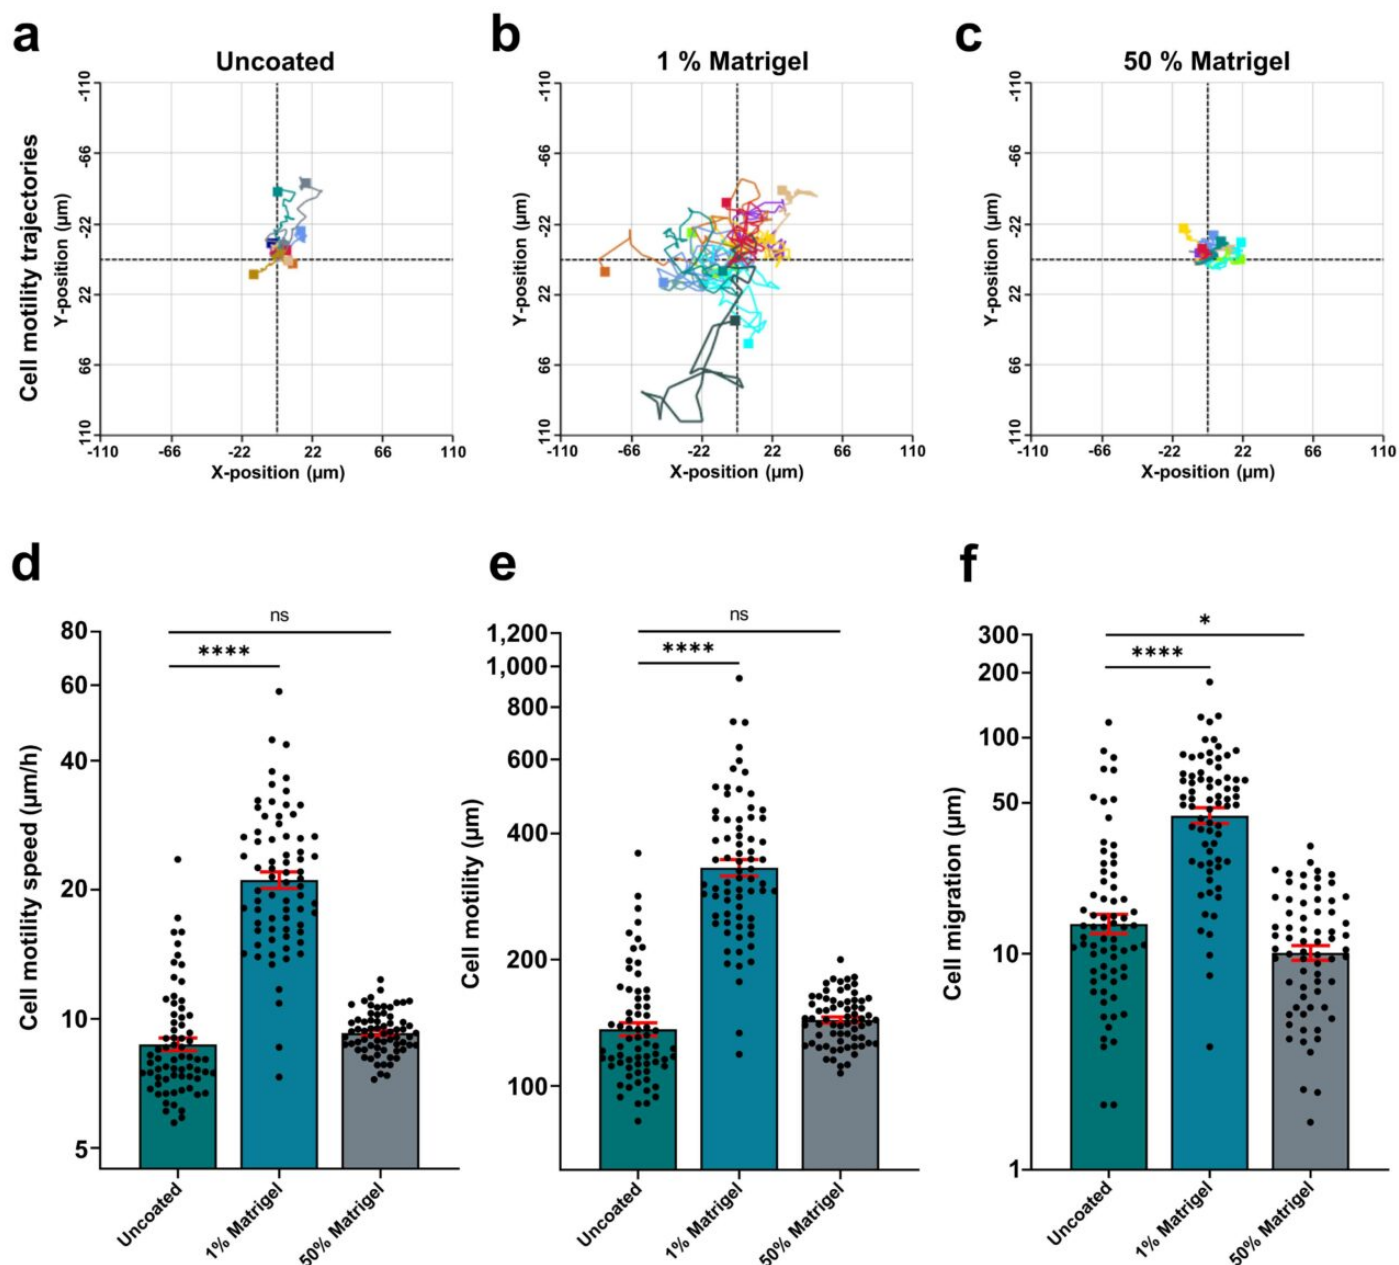 a
b
c
Uncoated
1 % Matrigel
50 % Matrigel
Cell motility trajectories
Y-position (µm)
-110
-66
-22
22
66
110
-110
-66
-22
22
66
110
X-position (µm)
Y-position (µm)
-110
-66
-22
22
66
110
-110
-66
-22
22
66
110
X-position (µm)
Y-position (µm)
-110
-66
-22
22
66
110
-110
-66
-22
22
66
110
X-position (µm)
d
e
f
Cell motility speed (µm/h)
80
60
40
20
10
5
ns
****
Uncoated
1% Matrigel
50% Matrigel
Cell motility (µm)
1,200
1,000
800
600
400
200
100
ns
****
Uncoated
1% Matrigel
50% Matrigel
Cell migration (µm)
300
200
100
50
10
1
*
****
Uncoated
1% Matrigel
50% Matrigel